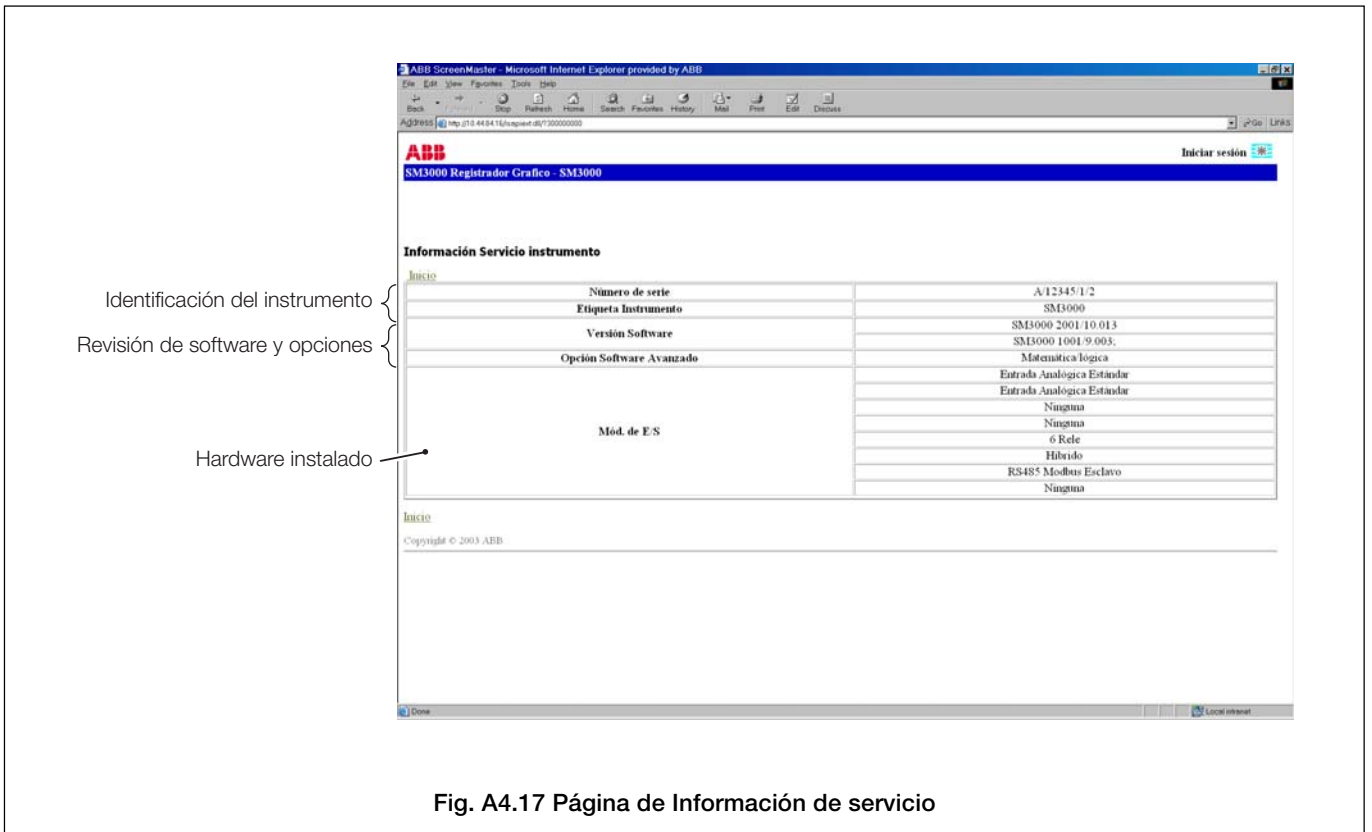 ABB ScreenMaster - Microsoft Internet Explorer provided by ABB
File Edit View Favorites Tools Help
Back Stop Refresh Home Search Favorites History Mail Print Edit Discuss
Address Go Links
ABB
Iniciar sesión
SM3000 Registrador Grafico - SM3000
Información Servicio instrumento
Inicio
Identificación del instrumento
Número de serie A/12345/1/2
Etiqueta Instrumento SM3000
Revisión de software y opciones
Versión Software SM3000 2001/10.013
SM3000 1001/9.003;
Opción Software Avanzado Matemática/lógica
Hardware instalado
Mód. de E/S
Entrada Analógica Estándar
Entrada Analógica Estándar
Ninguna
Ninguna
6 Rele
Híbrido
RS485 Modbus Esclavo
Ninguna
Inicio
Copyright © 2003 ABB
Done Local intranet
Fig. A4.17 Página de Información de servicio